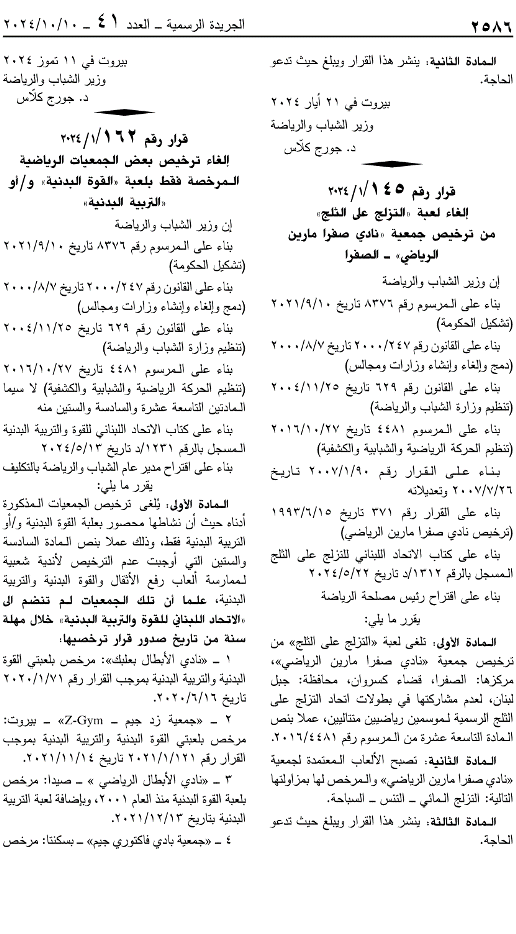 ٢٥٨٦
الجريدة الرسمية ــ العدد ٤١ ــ ٢٠٢٤/١٠/١٠
المادة الثانية: ينشر هذا القرار ويبلغ حيث تدعو
الحاجة.
بيروت في ٢١ أيار ٢٠٢٤
وزير الشباب والرياضة
د. جورج كلاّس
قرار رقم ٢٠٢٤/١/١٤٥
إلغاء لعبة «التزلج على الثلج»
من ترخيص جمعية «نادي صفرا مارين
الرياضي» ــ الصفرا
إن وزير الشباب والرياضة
بناء على المرسوم رقم ٨٣٧٦ تاريخ ٢٠٢١/٩/١٠
(تشكيل الحكومة)
بناء على القانون رقم ٢٠٠٠/٢٤٧ تاريخ ٢٠٠٠/٨/٧
(دمج وإلغاء وإنشاء وزارات ومجالس)
بناء على القانون رقم ٦٢٩ تاريخ ٢٠٠٤/١١/٢٥
(تنظيم وزارة الشباب والرياضة)
بناء على المرسوم ٤٤٨١ تاريخ ٢٠١٦/١٠/٢٧
(تنظيم الحركة الرياضية والشبابية والكشفية)
بناء على القرار رقم ٢٠٠٧/١/٩٠ تاريخ
٢٠٠٧/٧/٢٦ وتعديلاته
بناء على القرار رقم ٣٧١ تاريخ ١٩٩٣/٦/١٥
(ترخيص نادي صفرا مارين الرياضي)
بناء على كتاب الاتحاد اللبناني للتزلج على الثلج
المسجل بالرقم ١٣١٢/د تاريخ ٢٠٢٤/٥/٢٢
بناء على اقتراح رئيس مصلحة الرياضة
يقرر ما يلي:
المادة الأولى: تلغى لعبة «التزلج على الثلج» من
ترخيص جمعية «نادي صفرا مارين الرياضي»،
مركزها: الصفرا، قضاء كسروان، محافظة: جبل
لبنان، لعدم مشاركتها في بطولات اتحاد التزلج على
الثلج الرسمية لموسمين رياضيين متتاليين، عملا بنص
المادة التاسعة عشرة من المرسوم رقم ٢٠١٦/٤٤٨١.
المادة الثانية: تصبح الألعاب المعتمدة لجمعية
«نادي صفرا مارين الرياضي» والمرخص لها بمزاولتها
التالية: التزلج المائي ــ التنس ــ السباحة.
المادة الثالثة: ينشر هذا القرار ويبلغ حيث تدعو
الحاجة.
بيروت في ١١ تموز ٢٠٢٤
وزير الشباب والرياضة
د. جورج كلاّس
قرار رقم ٢٠٢٤/١/١٦٢
إلغاء ترخيص بعض الجمعيات الرياضية
المرخصة فقط بلعبة «القوة البدنية» و/أو
«التربية البدنية»
إن وزير الشباب والرياضة
بناء على المرسوم رقم ٨٣٧٦ تاريخ ٢٠٢١/٩/١٠
(تشكيل الحكومة)
بناء على القانون رقم ٢٠٠٠/٢٤٧ تاريخ ٢٠٠٠/٨/٧
(دمج وإلغاء وإنشاء وزارات ومجالس)
بناء على القانون رقم ٦٢٩ تاريخ ٢٠٠٤/١١/٢٥
(تنظيم وزارة الشباب والرياضة)
بناء على المرسوم ٤٤٨١ تاريخ ٢٠١٦/١٠/٢٧
(تنظيم الحركة الرياضية والشبابية والكشفية) لا سيما
المادتين التاسعة عشرة والسادسة والستين منه
بناء على كتاب الاتحاد اللبناني للقوة والتربية البدنية
المسجل بالرقم ١٢٣١/د تاريخ ٢٠٢٤/٥/١٣
بناء على اقتراح مدير عام الشباب والرياضة بالتكليف
يقرر ما يلي:
المادة الأولى: يُلغى ترخيص الجمعيات المذكورة
أدناه حيث أن نشاطها محصور بعلبة القوة البدنية و/أو
التربية البدنية فقط، وذلك عملا بنص المادة السادسة
والستين التي أوجبت عدم الترخيص لأندية شعبية
لممارسة ألعاب رفع الأثقال والقوة البدنية والتربية
البدنية، علما أن تلك الجمعيات لم تنضم الى
«الاتحاد اللبناني للقوة والتربية البدنية» خلال مهلة
سنة من تاريخ صدور قرار ترخيصها:
١ ــ «نادي الأبطال بعلبك»: مرخص بلعبتي القوة
البدنية والتربية البدنية بموجب القرار رقم ٢٠٢٠/١/٧١
تاريخ ٢٠٢٠/٦/١٦.
٢ ــ «جمعية زد جيم ــ Z-Gym» ــ بيروت:
مرخص بلعبتي القوة البدنية والتربية البدنية بموجب
القرار رقم ٢٠٢١/١/١٢١ تاريخ ٢٠٢١/١١/١٤.
٣ ــ «نادي الأبطال الرياضي » ــ صيدا: مرخص
بلعبة القوة البدنية منذ العام ٢٠٠١، وبإضافة لعبة التربية
البدنية بتاريخ ٢٠٢١/١٢/١٣.
٤ ــ «جمعية بادي فاكتوري جيم» ــ بسكنتا: مرخص